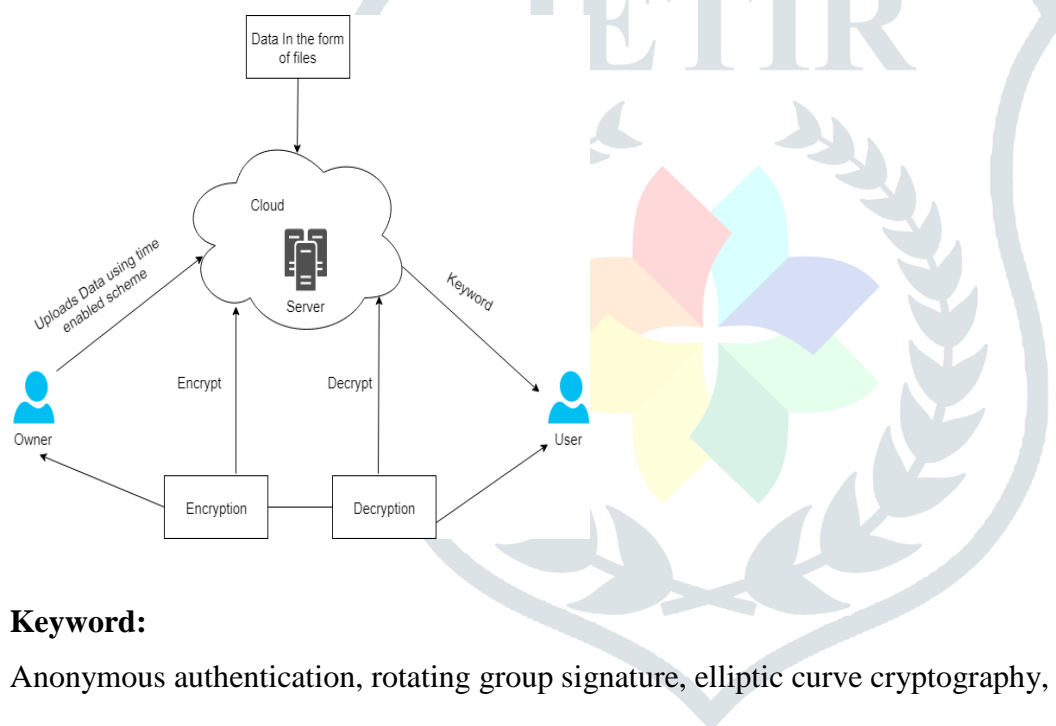 ETIR
Data In the form
of files
Cloud
Server
Uploads Data using time
enabled scheme
Keyword
Encrypt
Decrypt
Owner
User
Encryption
Decryption
Keyword:
Anonymous authentication, rotating group signature, elliptic curve cryptography,